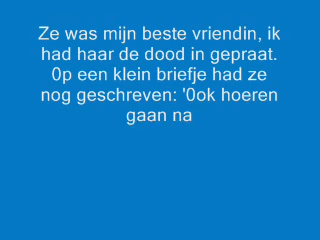 Ze was mijn beste vriendin, ik
had haar de dood in gepraat.
0p een klein briefje had ze
nog geschreven: '0ok hoeren
gaan na